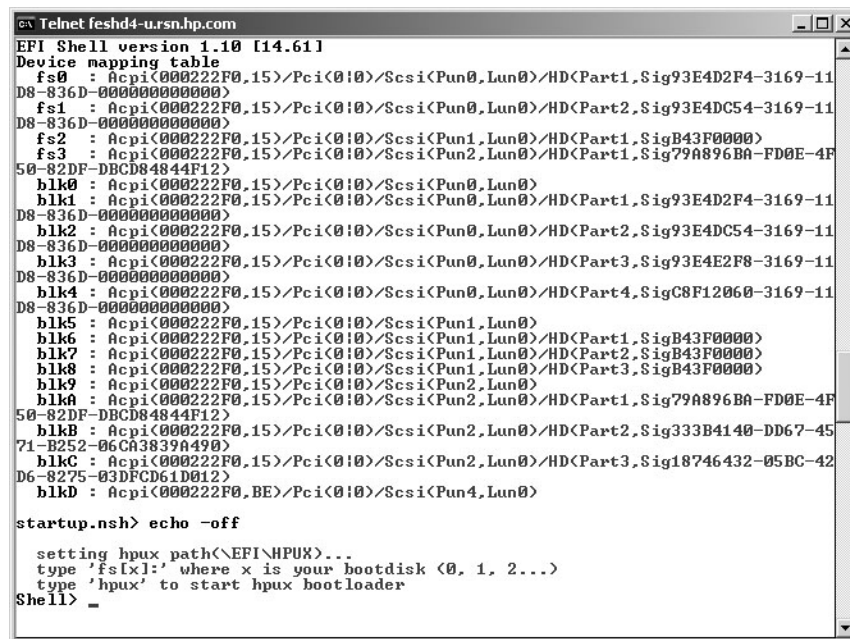 Telnet feshd4-u.rsn.hp.com
EFI Shell version 1.10 [14.61]
Device mapping table
fs0 : Acpi(000222F0,15)/Pci(0|0)/Scsi(Pun0,Lun0)/HD(Part1,Sig93E4D2F4-3169-11
D8-836D-000000000000)
fs1 : Acpi(000222F0,15)/Pci(0|0)/Scsi(Pun0,Lun0)/HD(Part2,Sig93E4DC54-3169-11
D8-836D-000000000000)
fs2 : Acpi(000222F0,15)/Pci(0|0)/Scsi(Pun1,Lun0)/HD(Part1,SigB43F0000)
fs3 : Acpi(000222F0,15)/Pci(0|0)/Scsi(Pun2,Lun0)/HD(Part1,Sig79A896BA-FD0E-4F
50-82DF-DBCD84844F12)
blk0 : Acpi(000222F0,15)/Pci(0|0)/Scsi(Pun0,Lun0)
blk1 : Acpi(000222F0,15)/Pci(0|0)/Scsi(Pun0,Lun0)/HD(Part1,Sig93E4D2F4-3169-11
D8-836D-000000000000)
blk2 : Acpi(000222F0,15)/Pci(0|0)/Scsi(Pun0,Lun0)/HD(Part2,Sig93E4DC54-3169-11
D8-836D-000000000000)
blk3 : Acpi(000222F0,15)/Pci(0|0)/Scsi(Pun0,Lun0)/HD(Part3,Sig93E4E2F8-3169-11
D8-836D-000000000000)
blk4 : Acpi(000222F0,15)/Pci(0|0)/Scsi(Pun0,Lun0)/HD(Part4,SigC8F12060-3169-11
D8-836D-000000000000)
blk5 : Acpi(000222F0,15)/Pci(0|0)/Scsi(Pun1,Lun0)
blk6 : Acpi(000222F0,15)/Pci(0|0)/Scsi(Pun1,Lun0)/HD(Part1,SigB43F0000)
blk7 : Acpi(000222F0,15)/Pci(0|0)/Scsi(Pun1,Lun0)/HD(Part2,SigB43F0000)
blk8 : Acpi(000222F0,15)/Pci(0|0)/Scsi(Pun1,Lun0)/HD(Part3,SigB43F0000)
blk9 : Acpi(000222F0,15)/Pci(0|0)/Scsi(Pun2,Lun0)
blkA : Acpi(000222F0,15)/Pci(0|0)/Scsi(Pun2,Lun0)/HD(Part1,Sig79A896BA-FD0E-4F
50-82DF-DBCD84844F12)
blkB : Acpi(000222F0,15)/Pci(0|0)/Scsi(Pun2,Lun0)/HD(Part2,Sig333B4140-DD67-45
71-B252-06CA3839A490)
blkC : Acpi(000222F0,15)/Pci(0|0)/Scsi(Pun2,Lun0)/HD(Part3,Sig18746432-05BC-42
D6-8275-03DFCD61D012)
blkD : Acpi(000222F0,BE)/Pci(0|0)/Scsi(Pun4,Lun0)
startup.nsh> echo -off
setting hpux path(\EFI\HPUX)...
type 'fs[x]:' where x is your bootdisk (0, 1, 2...)
type 'hpux' to start hpux bootloader
Shell> _